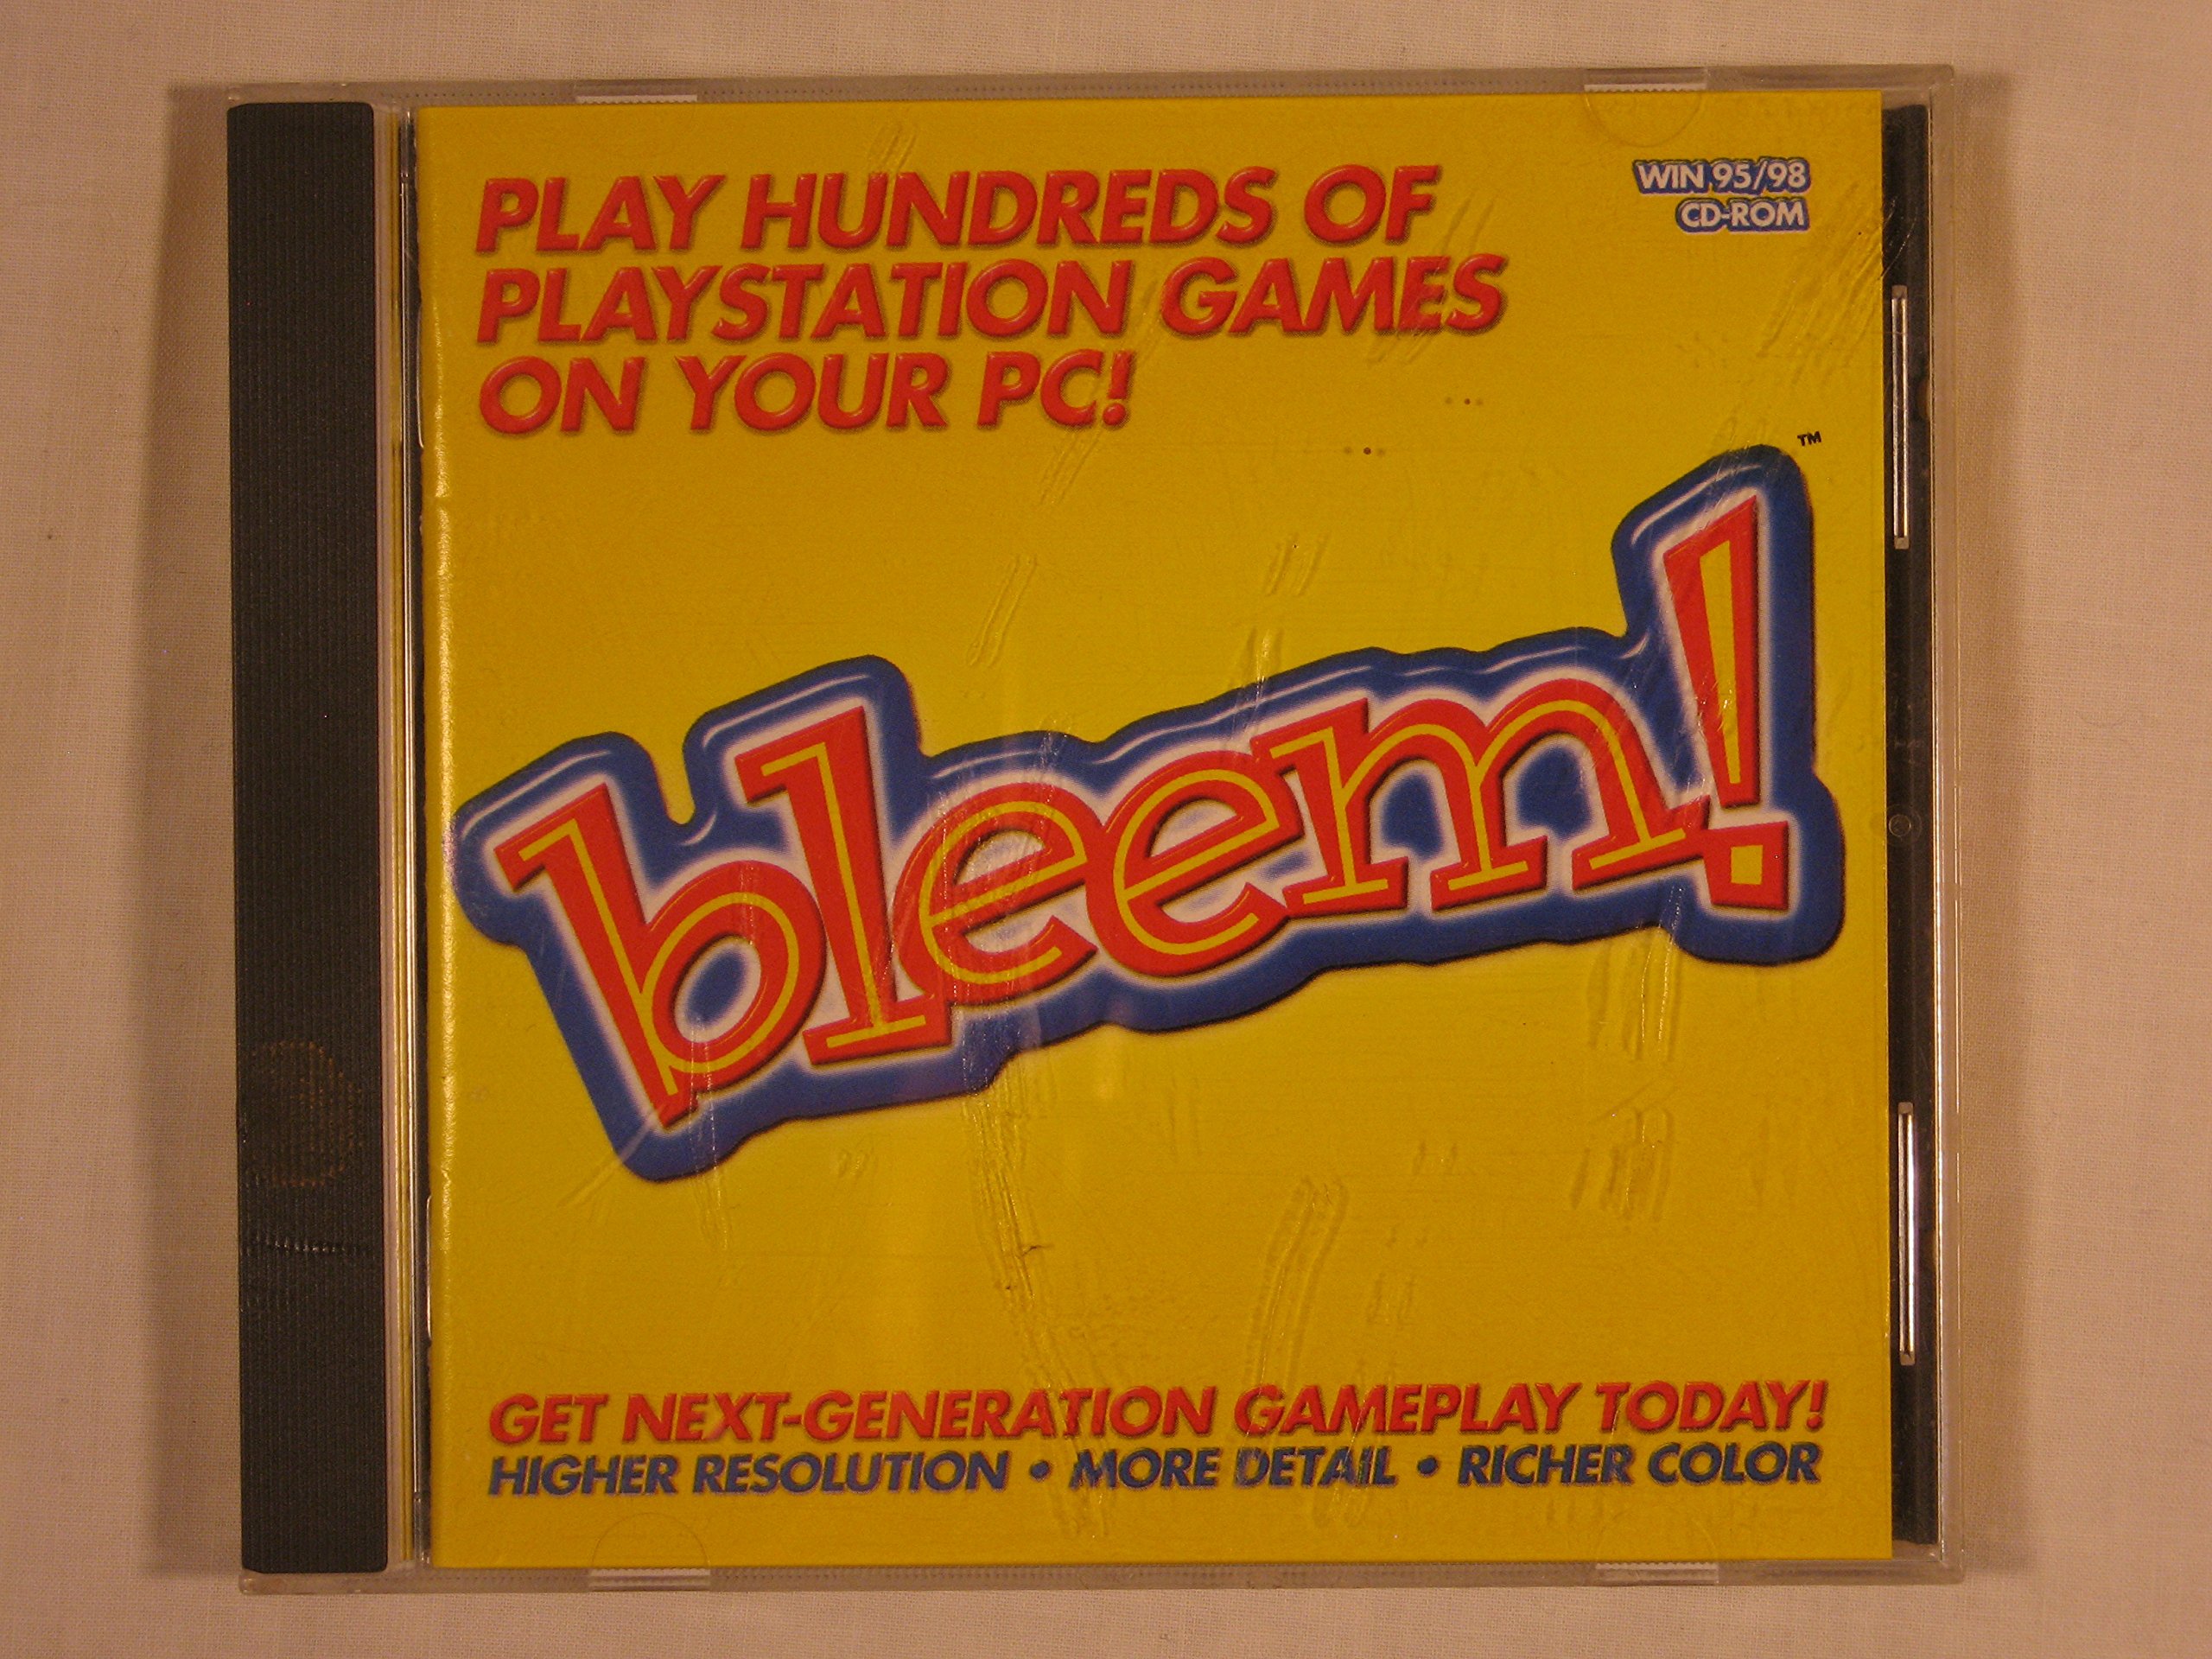 PLAY HUNDREDS OF
PLAYSTATION GAMES
ON YOUR PC!
WIN 95/98
CD-ROM
bleem!™
GET NEXT-GENERATION GAMEPLAY TODAY!
HIGHER RESOLUTION • MORE DETAIL • RICHER COLOR